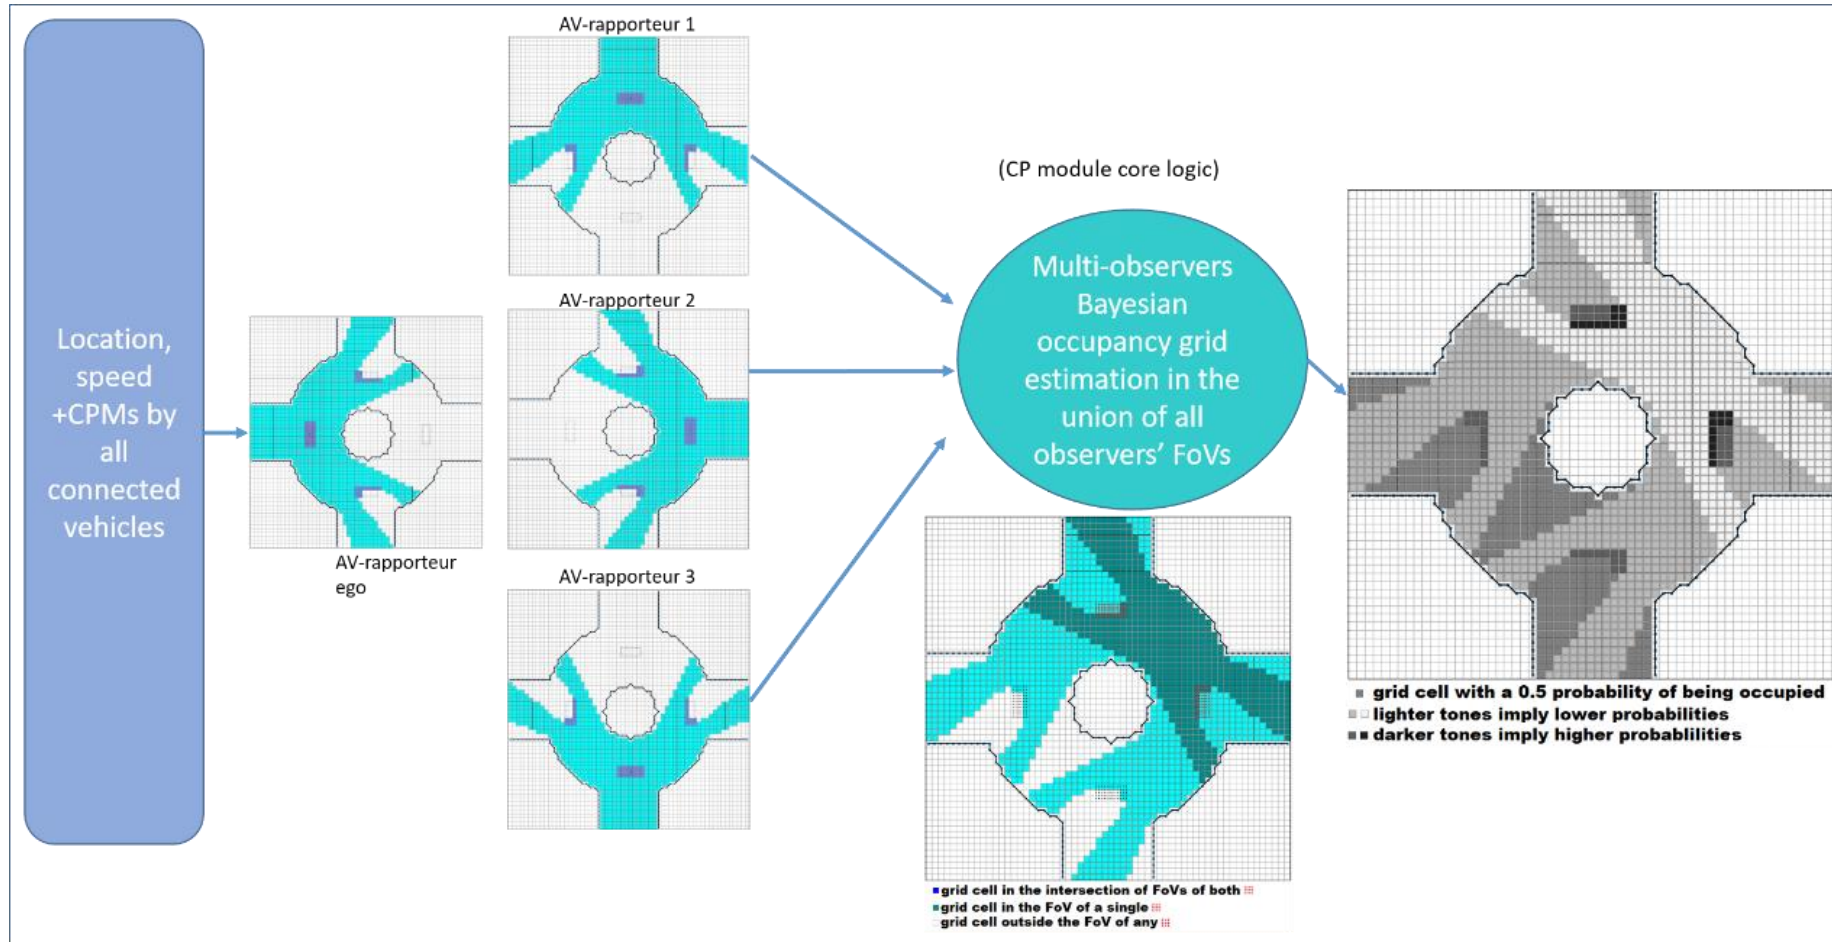 Location,
speed
+CPMs by
all
connected
vehicles
AV-rapporteur
ego
AV-rapporteur 1
AV-rapporteur 2
AV-rapporteur 3
(CP module core logic)
Multi-observers
Bayesian
occupancy grid
estimation in the
union of all
observers’ FoVs
grid cell in the intersection of FoVs of both
grid cell in the FoV of a single
grid cell outside the FoV of any
grid cell with a 0.5 probability of being occupied
lighter tones imply lower probabilities
darker tones imply higher probablilities